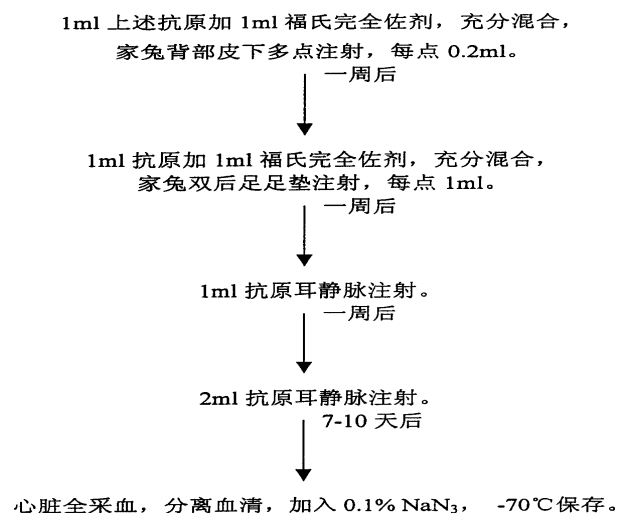 1ml 上述抗原加 1ml 福氏完全佐剂，充分混合，
家兔背部皮下多点注射，每点 0.2ml。
一周后
1ml 抗原加 1ml 福氏完全佐剂，充分混合，
家兔双后足足垫注射，每点 1ml。
一周后
1ml 抗原耳静脉注射。
一周后
2ml 抗原耳静脉注射。
7-10 天后
心脏全采血，分离血清，加入 0.1% NaN₃， -70℃保存。